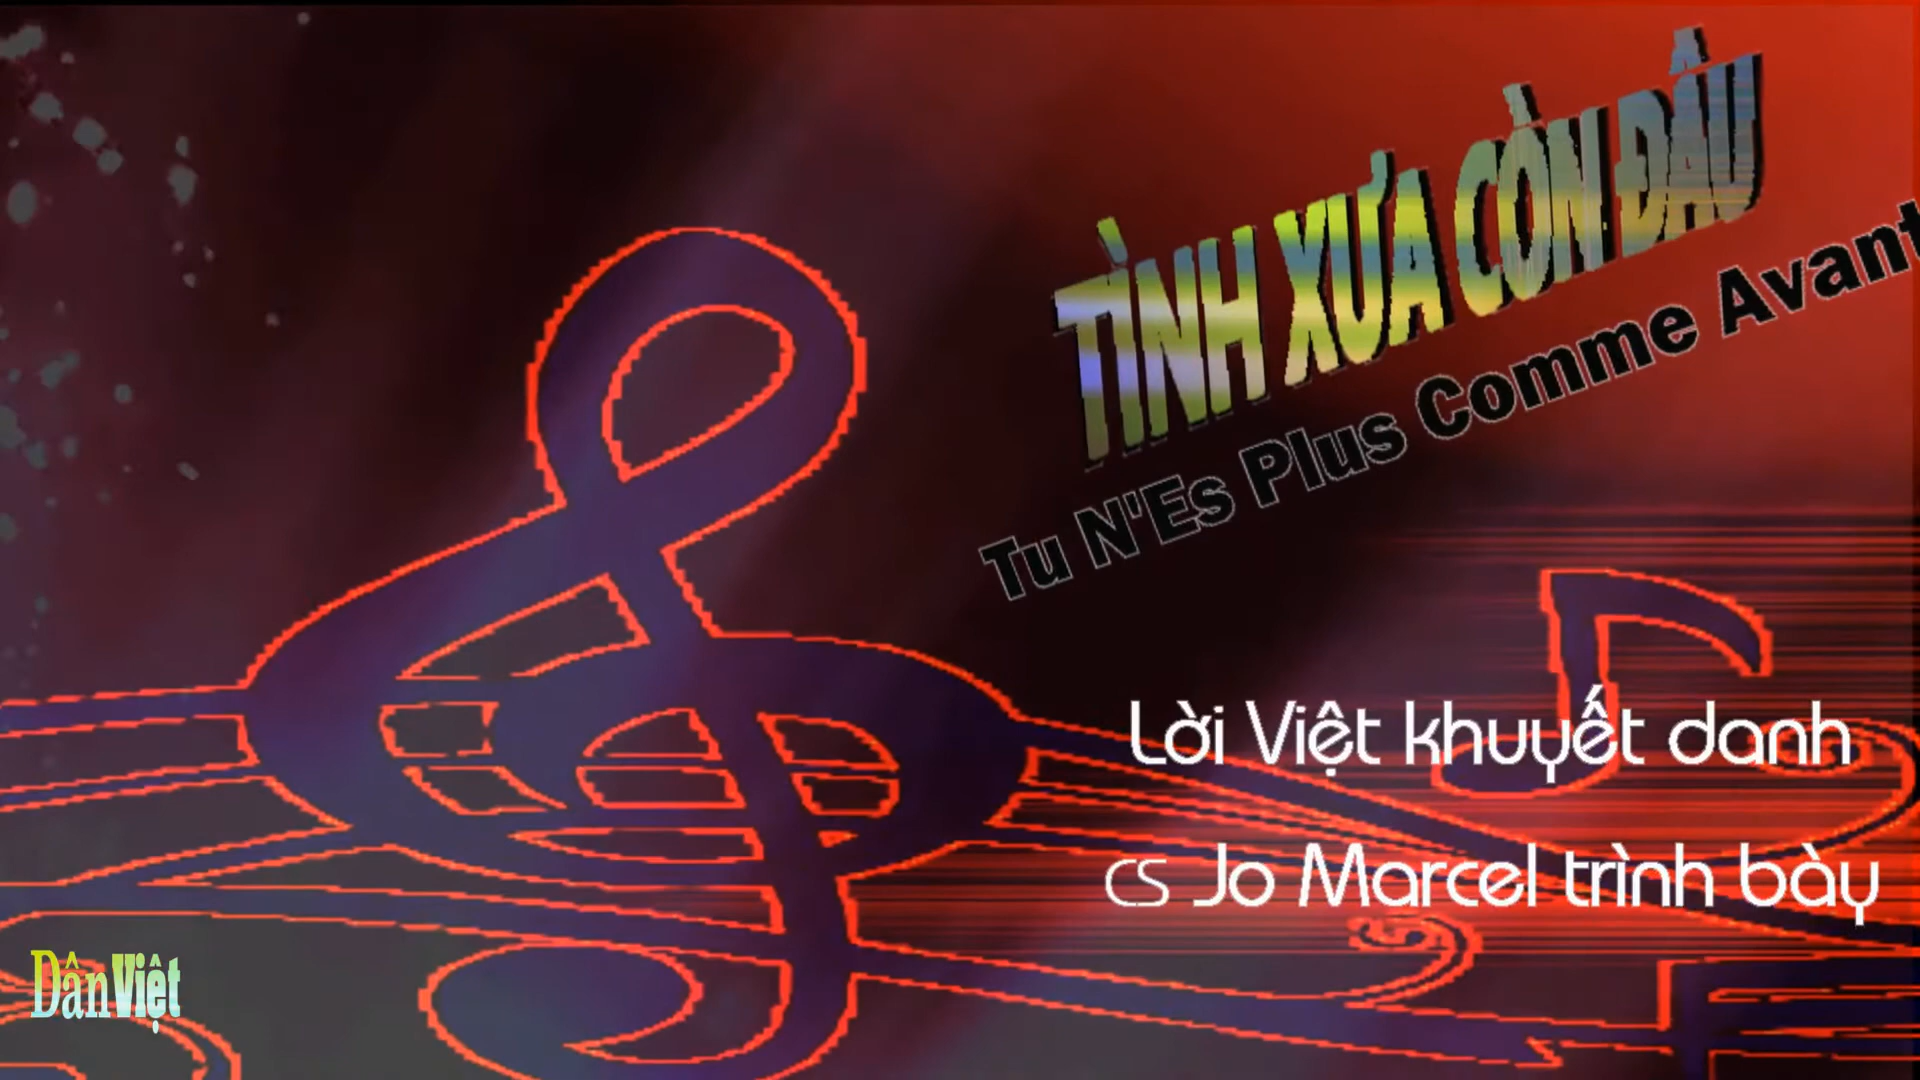 TÌNH XƯA CÒN ĐÂU
Tu N'Es Plus Comme Avant
Lời Việt khuyết danh
CS Jo Marcel trình bày
Dân Việt